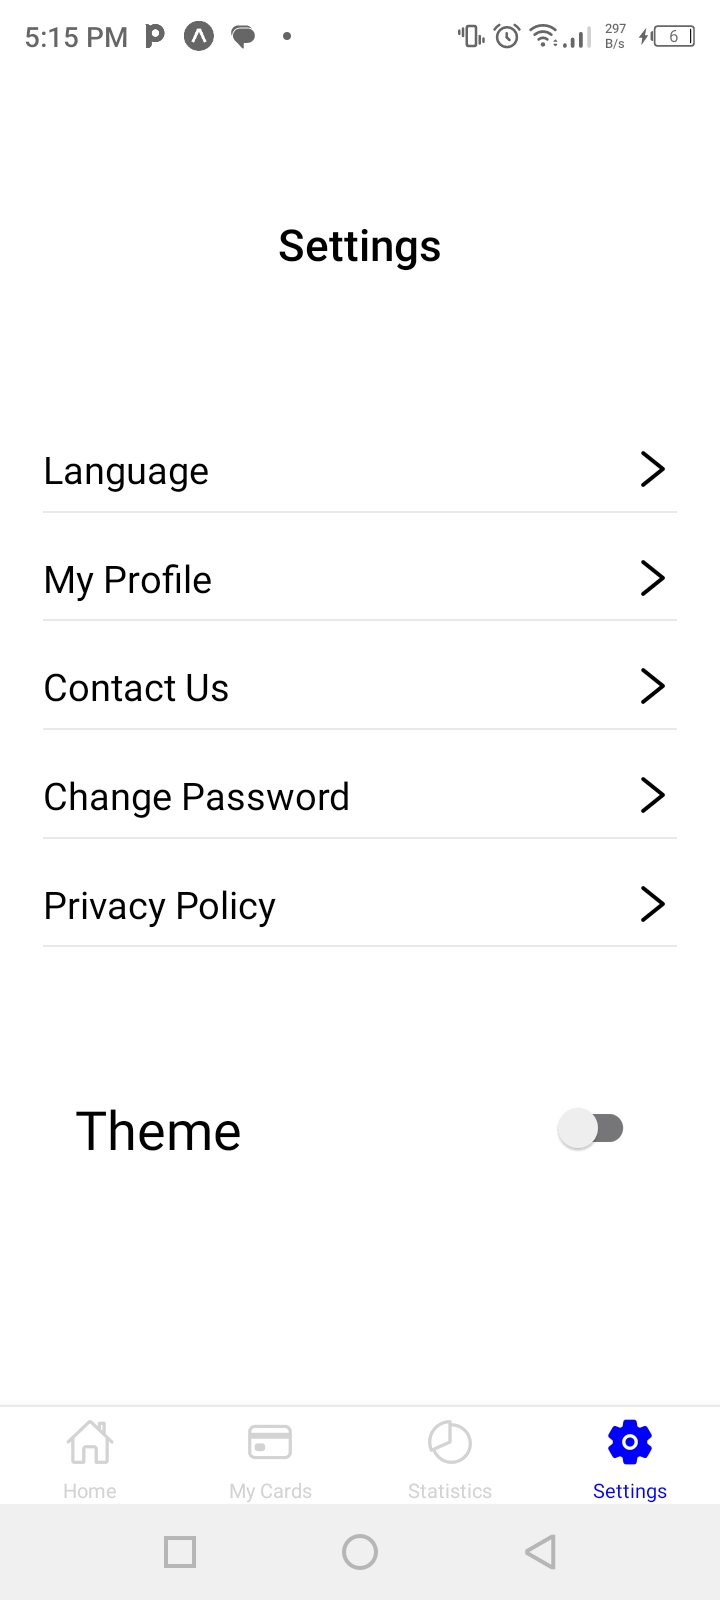 5:15 PM
297
B/s
6
Settings
Language
My Profile
Contact Us
Change Password
Privacy Policy
Theme
Home
My Cards
Statistics
Settings